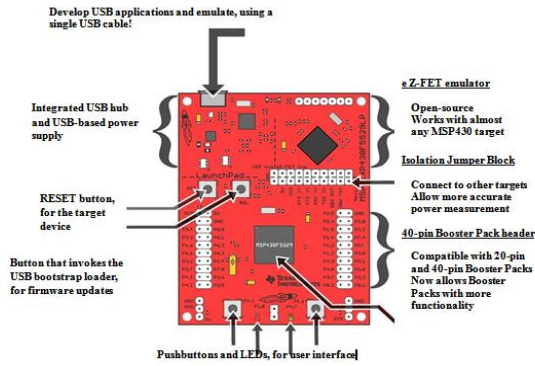 Develop USB applications and emulate, using a
single USB cable!
Integrated USB hub
and USB-based power
supply
RESET button,
for the target
device
Button that invokes the
USB bootstrap loader,
for firmware updates
e Z-FET emulator
Open-source
Works with almost
any MSP430 target
Isolation Jumper Block
Connect to other targets
Allow more accurate
power measurement
40-pin Booster Pack header
Compatible with 20-pin
and 40-pin Booster Packs
Now allows Booster
Packs with more
functionality
LaunchPad
MSP430F5529
TEXAS
INSTRUMENTS
Pushbuttons and LEDs, for user interface